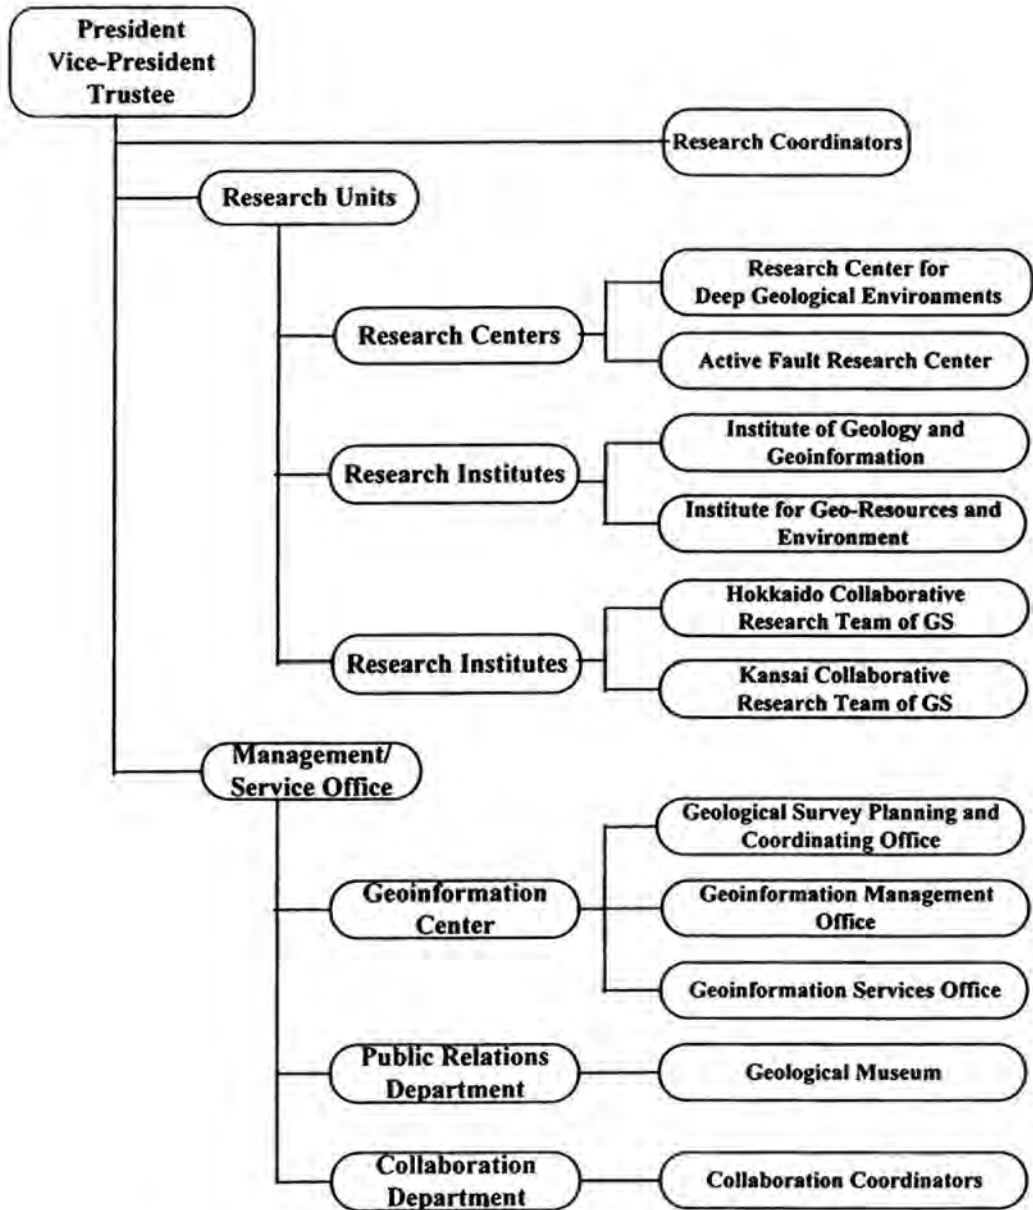 President
Vice-President
Trustee
Research Coordinators
Research Units
Research Centers
Research Center for
Deep Geological Environments
Active Fault Research Center
Research Institutes
Institute of Geology and
Geoinformation
Institute for Geo-Resources and
Environment
Research Institutes
Hokkaido Collaborative
Research Team of GS
Kansai Collaborative
Research Team of GS
Management/
Service Office
Geoinformation
Center
Geological Survey Planning and
Coordinating Office
Geoinformation Management
Office
Geoinformation Services Office
Public Relations
Department
Geological Museum
Collaboration
Department
Collaboration Coordinators